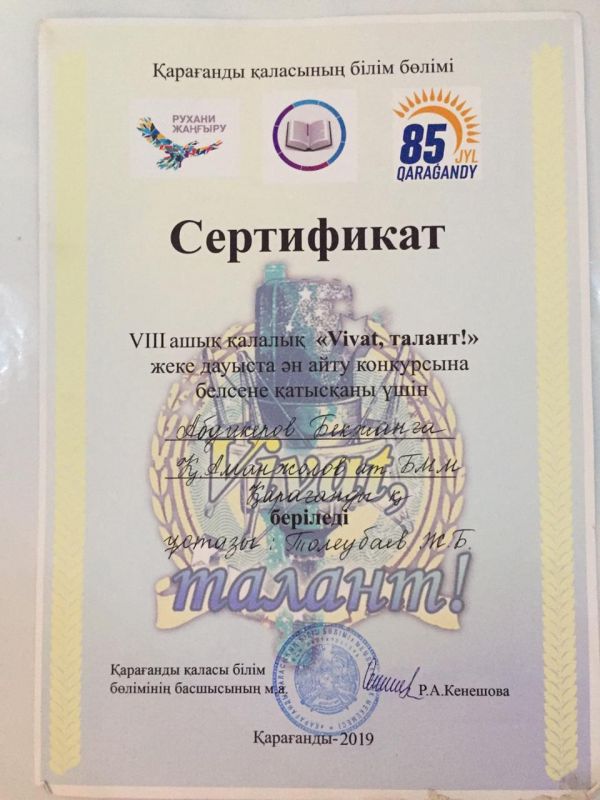 Қарағанды қаласының білім бөлімі
РУХАНИ
ЖАҢҒЫРУ
85
JYL
QARAĞANDY
Сертификат
VIII ашық қалалық «Vivat, талант!»
жеке дауыста ән айту конкурсына
белсене қатысқаны үшін
Абдикеров Бекжанға
Қ.Аманжолов ат. БММ
Қарағанды қ
беріледі
ұстазы: Толеубаев Ж.Б.
Vivat,
талант!
Қарағанды қаласы білім
бөлімінің басшысының м.а.
Р.А.Кенешова
Қарағанды-2019